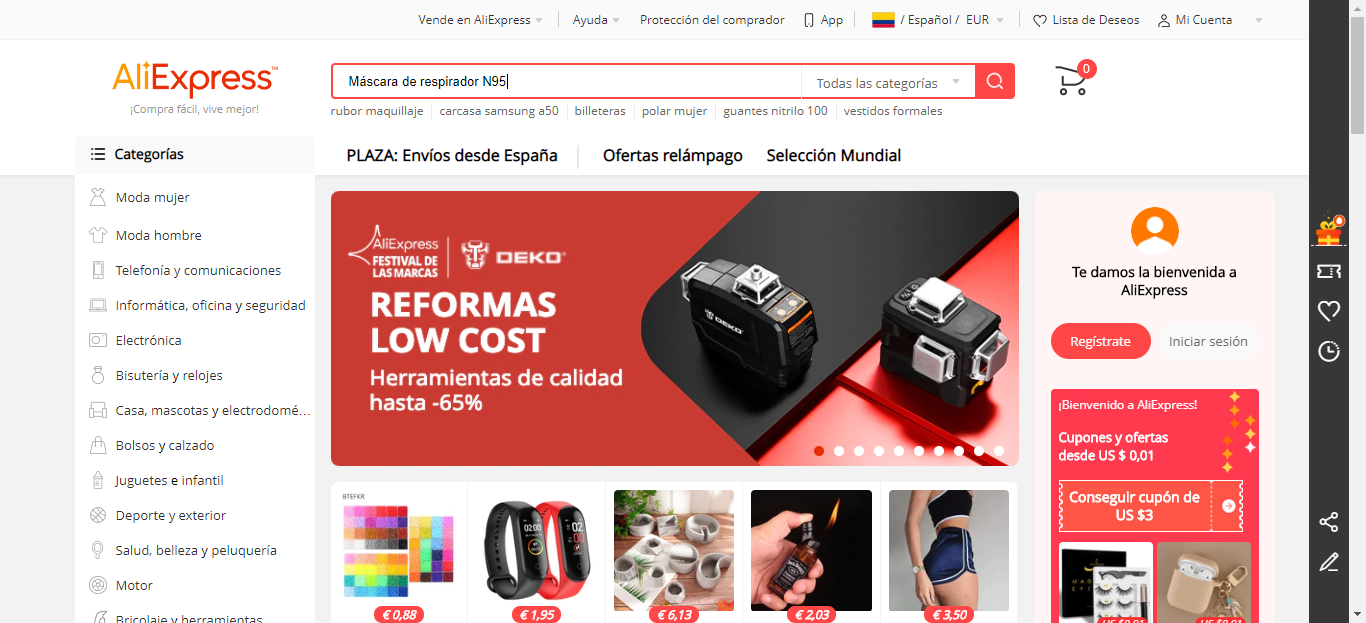 Vende en AliExpress
Ayuda
Protección del comprador
App
/ Español / EUR
Lista de Deseos
Mi Cuenta
AliExpress™
¡Compra fácil, vive mejor!
Máscara de respirador N95
Todas las categorías
0
rubor maquillaje
carcasa samsung a50
billeteras
polar mujer
guantes nitrilo 100
vestidos formales
Categorías
PLAZA: Envíos desde España
Ofertas relámpago
Selección Mundial
Moda mujer
Moda hombre
Telefonía y comunicaciones
Informática, oficina y seguridad
Electrónica
Bisutería y relojes
Casa, mascotas y electrodomé...
Bolsos y calzado
Juguetes e infantil
Deporte y exterior
Salud, belleza y peluquería
Motor
Bricolaje y herramientas
AliExpress
FESTIVAL DE
LAS MARCAS
DEKO
REFORMAS
LOW COST
Herramientas de calidad
hasta -65%
DEKO
BTEFKR
€ 0,88
€ 1,95
€ 6,13
€ 2,03
€ 3,50
Te damos la bienvenida a
AliExpress
Regístrate
Iniciar sesión
¡Bienvenido a AliExpress!
Cupones y ofertas
desde US $ 0,01
Conseguir cupón de
US $3